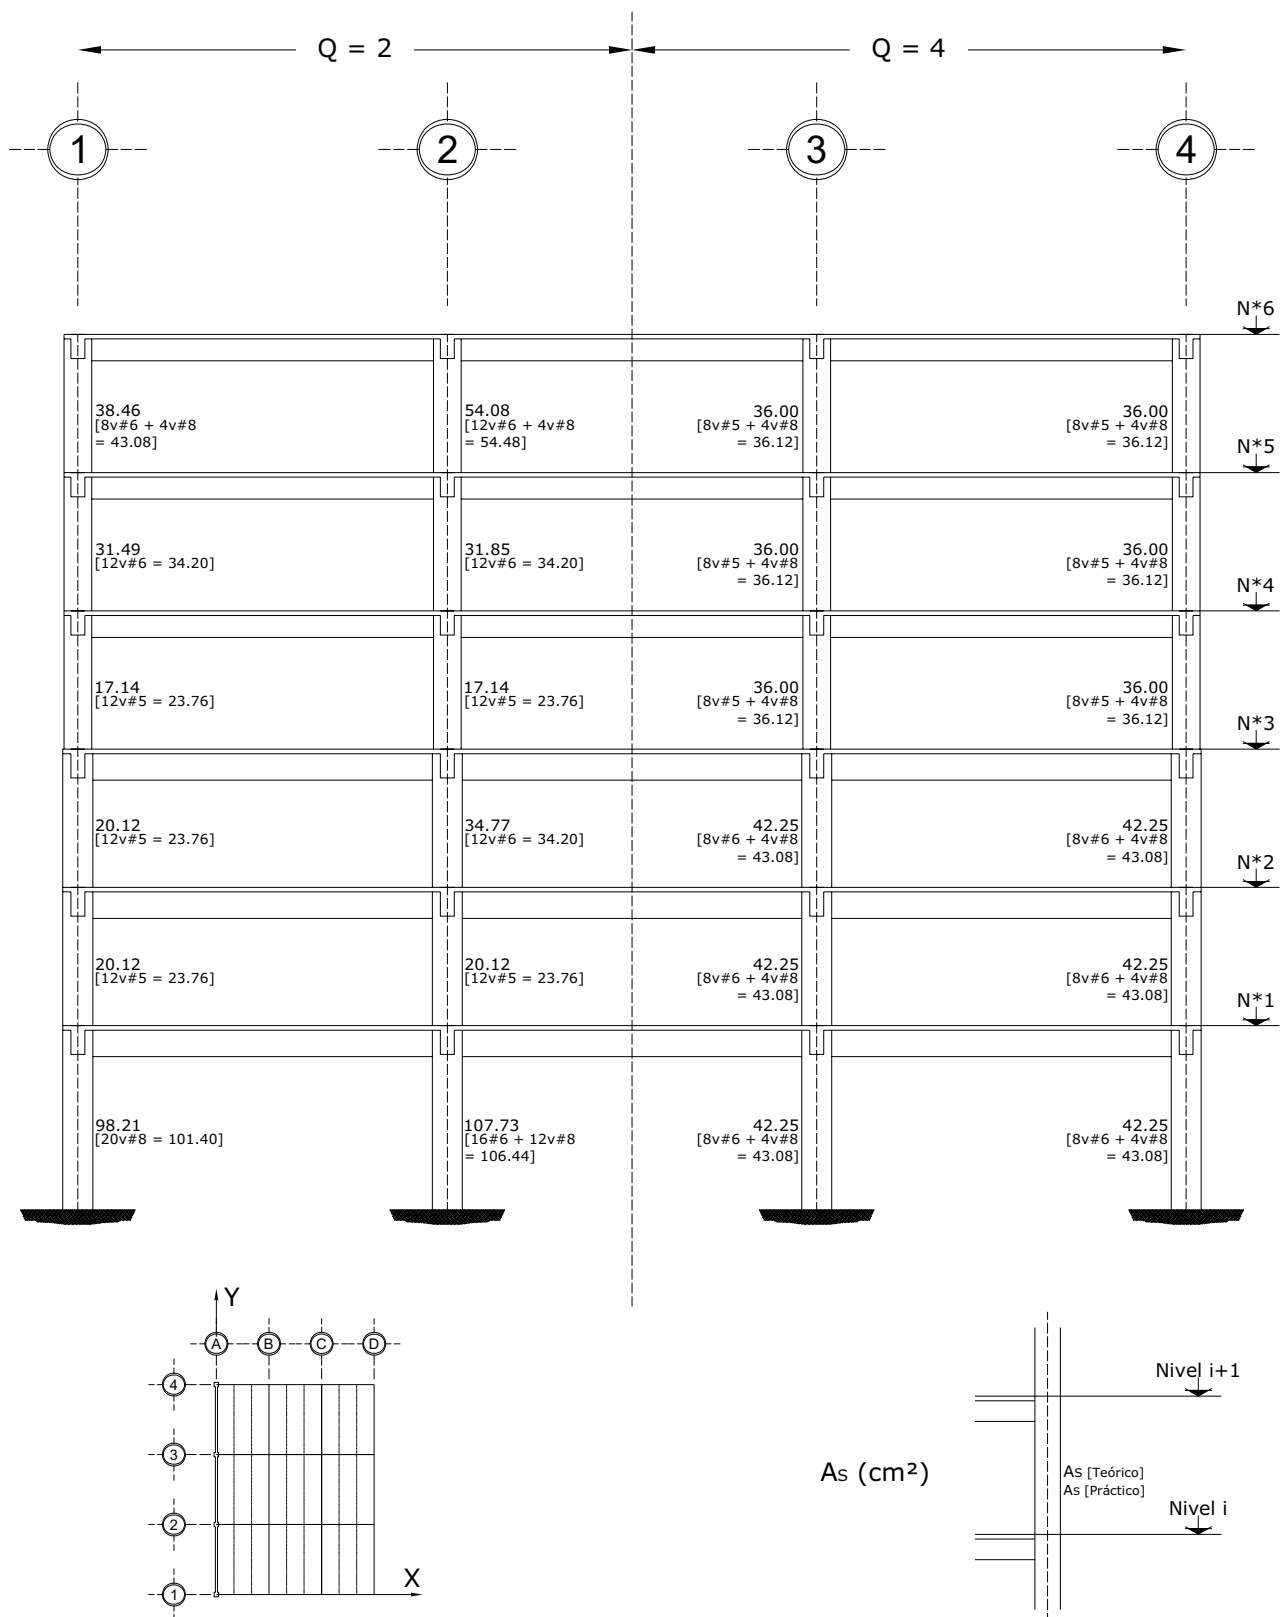 Q = 2
Q = 4
1
2
3
4
N*6
38.46
[8v#6 + 4v#8
= 43.08]
54.08
[12v#6 + 4v#8
= 54.48]
36.00
[8v#5 + 4v#8
= 36.12]
36.00
[8v#5 + 4v#8
= 36.12]
N*5
31.49
[12v#6 = 34.20]
31.85
[12v#6 = 34.20]
36.00
[8v#5 + 4v#8
= 36.12]
36.00
[8v#5 + 4v#8
= 36.12]
N*4
17.14
[12v#5 = 23.76]
17.14
[12v#5 = 23.76]
36.00
[8v#5 + 4v#8
= 36.12]
36.00
[8v#5 + 4v#8
= 36.12]
N*3
20.12
[12v#5 = 23.76]
34.77
[12v#6 = 34.20]
42.25
[8v#6 + 4v#8
= 43.08]
42.25
[8v#6 + 4v#8
= 43.08]
N*2
20.12
[12v#5 = 23.76]
20.12
[12v#5 = 23.76]
42.25
[8v#6 + 4v#8
= 43.08]
42.25
[8v#6 + 4v#8
= 43.08]
N*1
98.21
[20v#8 = 101.40]
107.73
[16#6 + 12v#8
= 106.44]
42.25
[8v#6 + 4v#8
= 43.08]
42.25
[8v#6 + 4v#8
= 43.08]
Y
A
B
C
D
4
3
2
1
X
As (cm²)
Nivel i+1
As [Teórico]
As [Práctico]
Nivel i